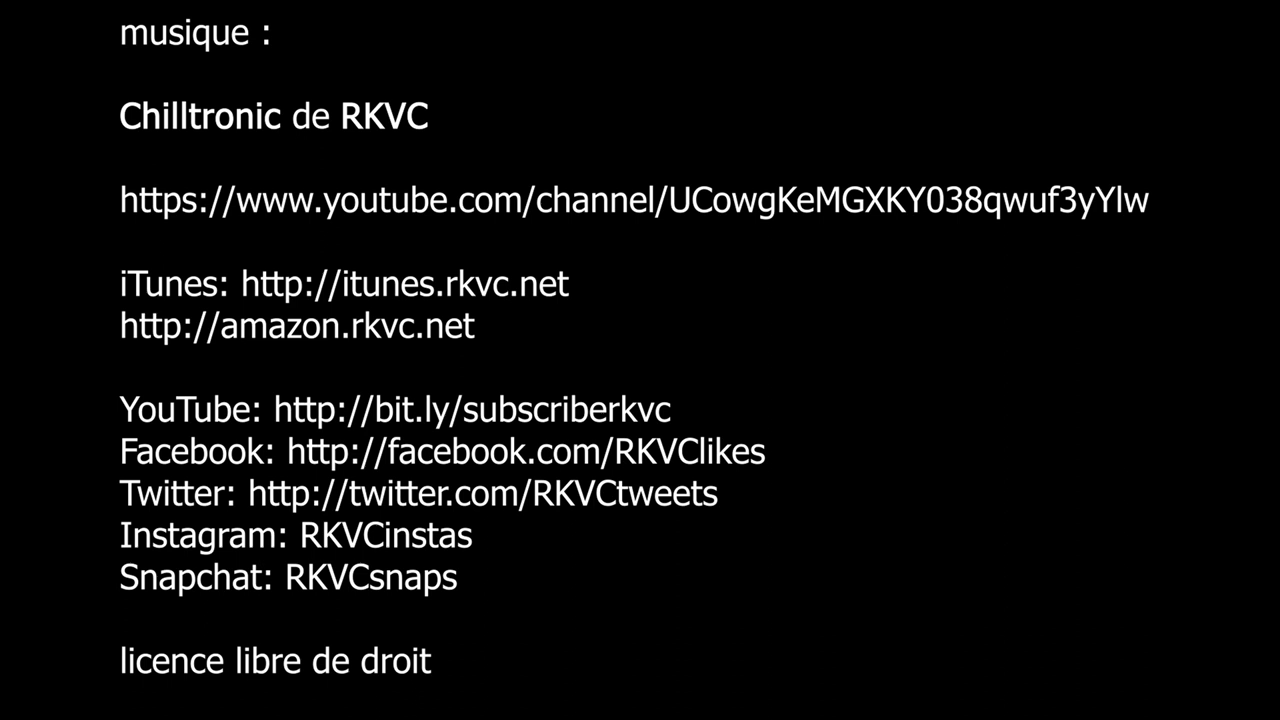 musique :
Chilltronic de RKVC
https://www.youtube.com/channel/UCowgKeMGXKY038qwuf3yYlw
iTunes: http://itunes.rkvc.net
http://amazon.rkvc.net
YouTube: http://bit.ly/subscriberkvc
Facebook: http://facebook.com/RKVClikes
Twitter: http://twitter.com/RKVCtweets
Instagram: RKVCinstas
Snapchat: RKVCsnaps
licence libre de droit